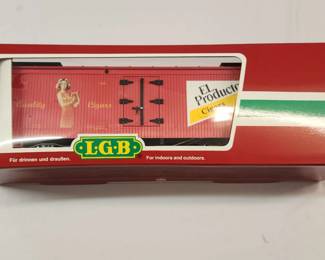 Quality Cigars
EL
Producto
Cigars
LGB
Für drinnen und draußen.
For indoors and outdoors.